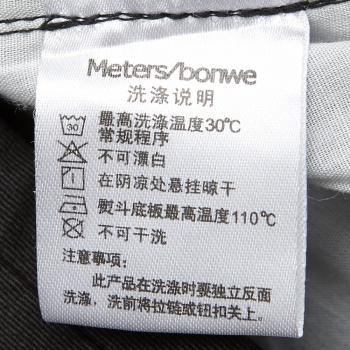 Meters/bonwe
洗涤说明
30 最高洗涤温度30℃
常规程序
不可漂白
在阴凉处悬挂晾干
熨斗底板最高温度110℃
不可干洗
注意事项:
此产品在洗涤时要独立反面
洗涤，洗前将拉链或钮扣关上。